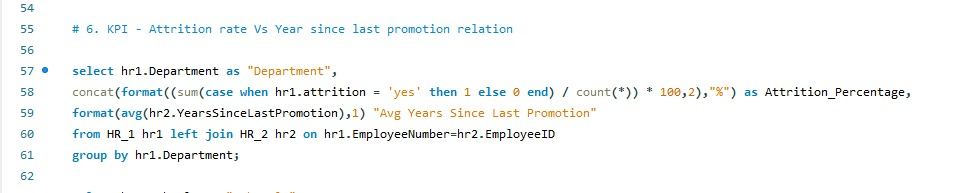 54
55 # 6. KPI - Attrition rate Vs Year since last promotion relation
56
57 select hr1.Department as "Department",
58 concat(format((sum(case when hr1.attrition = 'yes' then 1 else 0 end) / count(*)) * 100,2),"%") as Attrition_Percentage,
59 format(avg(hr2.YearsSinceLastPromotion),1) "Avg Years Since Last Promotion"
60 from HR_1 hr1 left join HR_2 hr2 on hr1.EmployeeNumber=hr2.EmployeeID
61 group by hr1.Department;
62